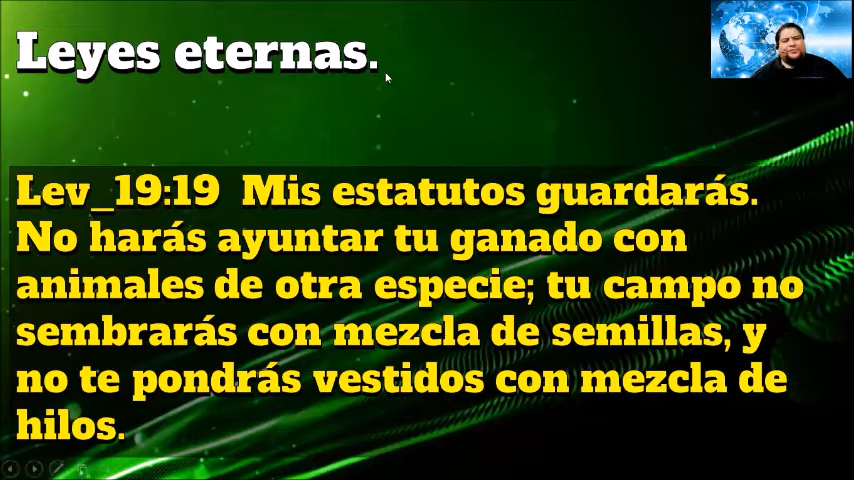 Leyes eternas.
Lev_19:19  Mis estatutos guardarás.
No harás ayuntar tu ganado con
animales de otra especie; tu campo no
sembrarás con mezcla de semillas, y
no te pondrás vestidos con mezcla de
hilos.